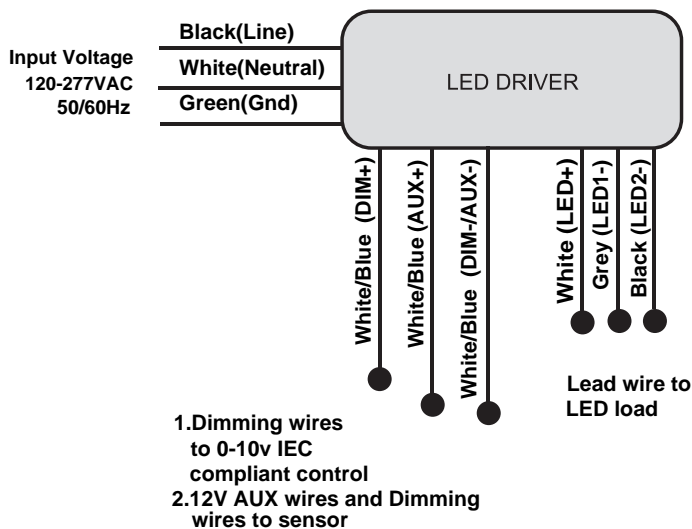 Black(Line)
Input Voltage
White(Neutral)
120-277VAC
Green(Gnd)
50/60Hz
LED DRIVER
White/Blue (DIM+)
White/Blue (AUX+)
White/Blue (DIM-/AUX-)
White (LED+)
Grey (LED1-)
Black (LED2-)
Lead wire to
LED load
1.Dimming wires
to 0-10v IEC
compliant control
2.12V AUX wires and Dimming
wires to sensor